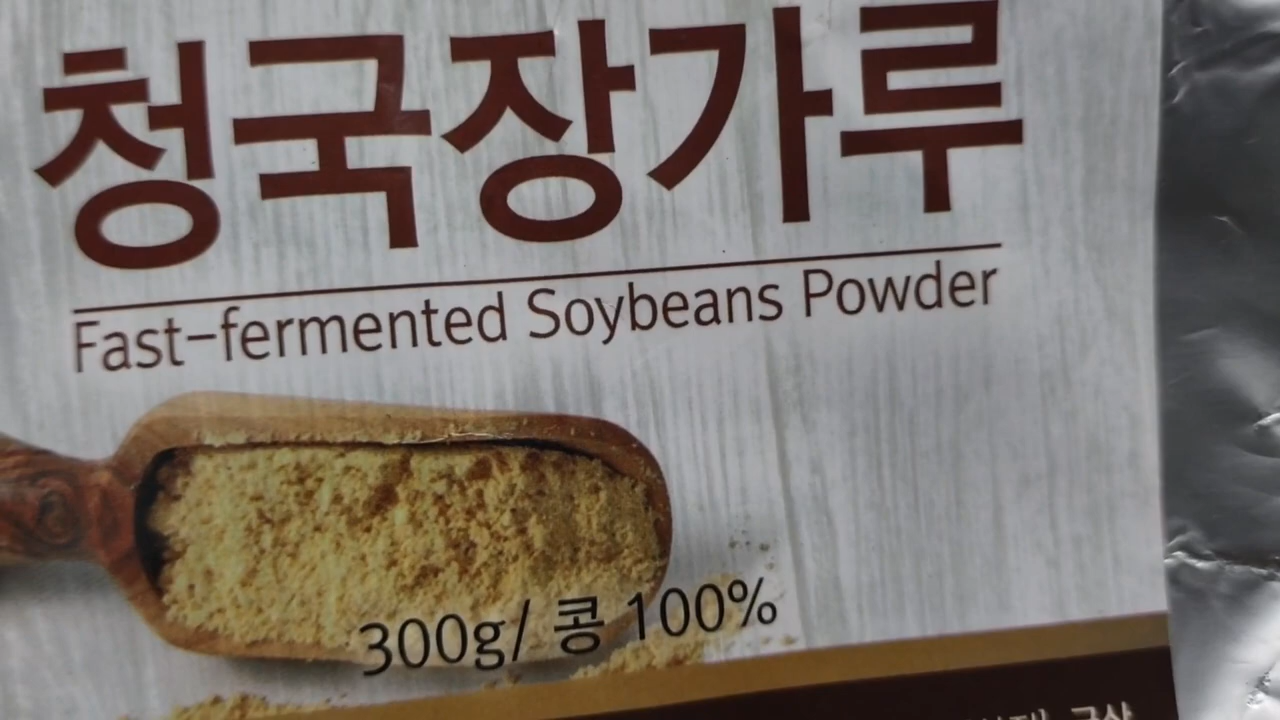 청국장가루
Fast-fermented Soybeans Powder
300g/ 콩 100%